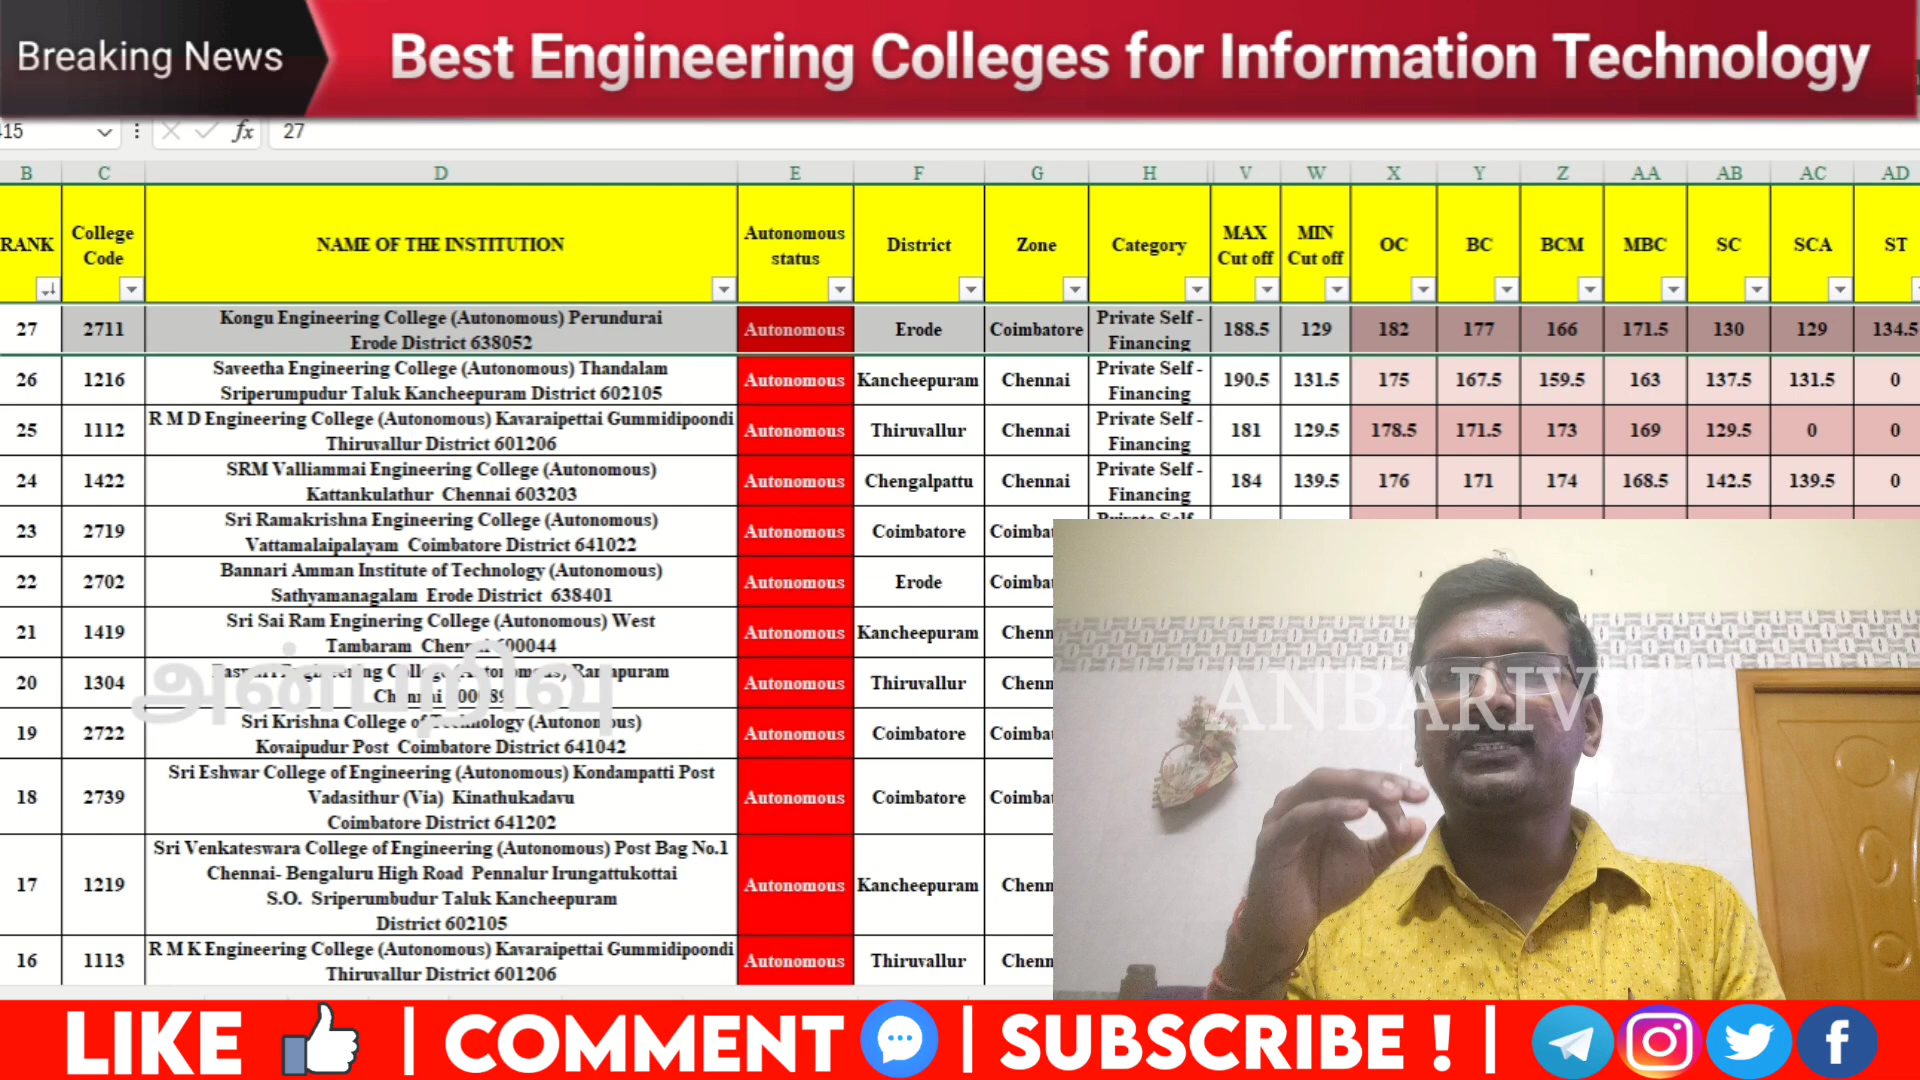 Breaking News
Best Engineering Colleges for Information Technology
fx 27
B C D E F G H V W X Y Z AA AB AC AD
RANK College Code NAME OF THE INSTITUTION Autonomous status District Zone Category MAX Cut off MIN Cut off OC BC BCM MBC SC SCA ST
27 2711 Kongu Engineering College (Autonomous) Perundurai Erode District 638052 Autonomous Erode Coimbatore Private Self - Financing 188.5 129 182 177 166 171.5 130 129 134.5
26 1216 Saveetha Engineering College (Autonomous) Thandalam Sriperumpudur Taluk Kancheepuram District 602105 Autonomous Kancheepuram Chennai Private Self - Financing 190.5 131.5 175 167.5 159.5 163 137.5 131.5 0
25 1112 R M D Engineering College (Autonomous) Kavaraipettai Gummidipoondi Thiruvallur District 601206 Autonomous Thiruvallur Chennai Private Self - Financing 181 129.5 178.5 171.5 173 169 129.5 0 0
24 1422 SRM Valliammai Engineering College (Autonomous) Kattankulathur Chennai 603203 Autonomous Chengalpattu Chennai Private Self - Financing 184 139.5 176 171 174 168.5 142.5 139.5 0
23 2719 Sri Ramakrishna Engineering College (Autonomous) Vattamalaipalayam Coimbatore District 641022 Autonomous Coimbatore
22 2702 Bannari Amman Institute of Technology (Autonomous) Sathyamanagalam Erode District 638401 Autonomous Erode
21 1419 Sri Sai Ram Enginering College (Autonomous) West Tambaram Chennai 600044 Autonomous Kancheepuram
20 1304 Engineering College (Autonomous) Ramapuram Chennai Autonomous Thiruvallur
19 2722 Sri Krishna College of Technology (Autonomous) Kovaipudur Post Coimbatore District 641042 Autonomous Coimbatore
18 2739 Sri Eshwar College of Engineering (Autonomous) Kondampatti Post Vadasithur (Via) Kinathukadavu Coimbatore District 641202 Autonomous Coimbatore
17 1219 Sri Venkateswara College of Engineering (Autonomous) Post Bag No.1 Chennai- Bengaluru High Road Pennalur Irungattukottai S.O. Sriperumbudur Taluk Kancheepuram District 602105 Autonomous Kancheepuram
16 1113 R M K Engineering College (Autonomous) Kavaraipettai Gummidipoondi Thiruvallur District 601206 Autonomous Thiruvallur
அன்பறிவு
ANBARIVU
LIKE | COMMENT | SUBSCRIBE ! |